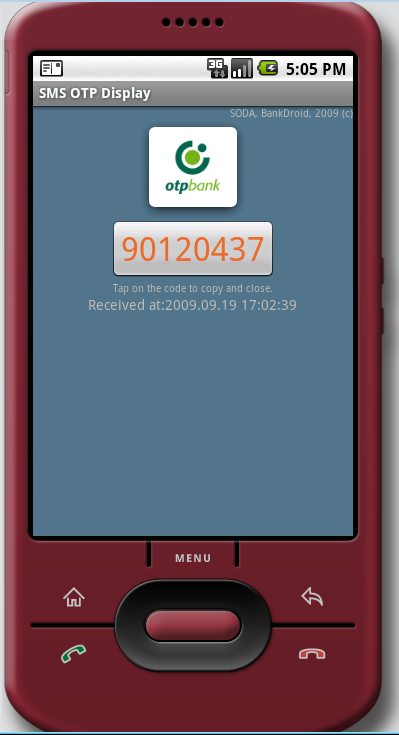 3G
5:05 PM
SMS OTP Display
SODA, BankDroid, 2009 (c)
otpbank
90120437
Tap on the code to copy and close.
Received at:2009.09.19 17:02:39
MENU